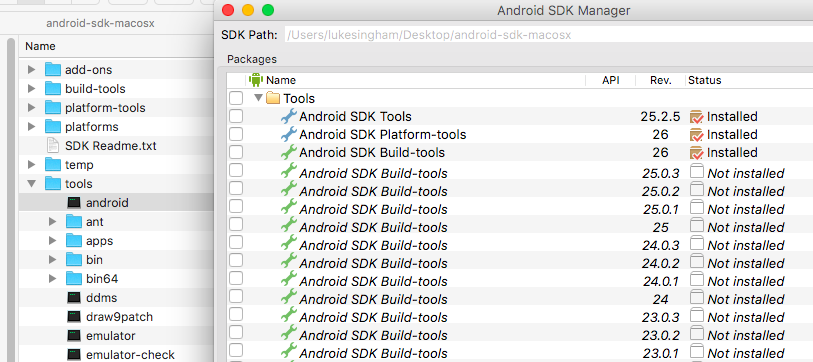 android-sdk-macosx
Name
add-ons
build-tools
platform-tools
platforms
SDK Readme.txt
temp
tools
android
ant
apps
bin
bin64
ddms
draw9patch
emulator
emulator-check
Android SDK Manager
SDK Path: /Users/lukesingham/Desktop/android-sdk-macosx
Packages
Name API Rev. Status
Tools
Android SDK Tools 25.2.5 Installed
Android SDK Platform-tools 26 Installed
Android SDK Build-tools 26 Installed
Android SDK Build-tools 25.0.3 Not installed
Android SDK Build-tools 25.0.2 Not installed
Android SDK Build-tools 25.0.1 Not installed
Android SDK Build-tools 25 Not installed
Android SDK Build-tools 24.0.3 Not installed
Android SDK Build-tools 24.0.2 Not installed
Android SDK Build-tools 24.0.1 Not installed
Android SDK Build-tools 24 Not installed
Android SDK Build-tools 23.0.3 Not installed
Android SDK Build-tools 23.0.2 Not installed
Android SDK Build-tools 23.0.1 Not installed